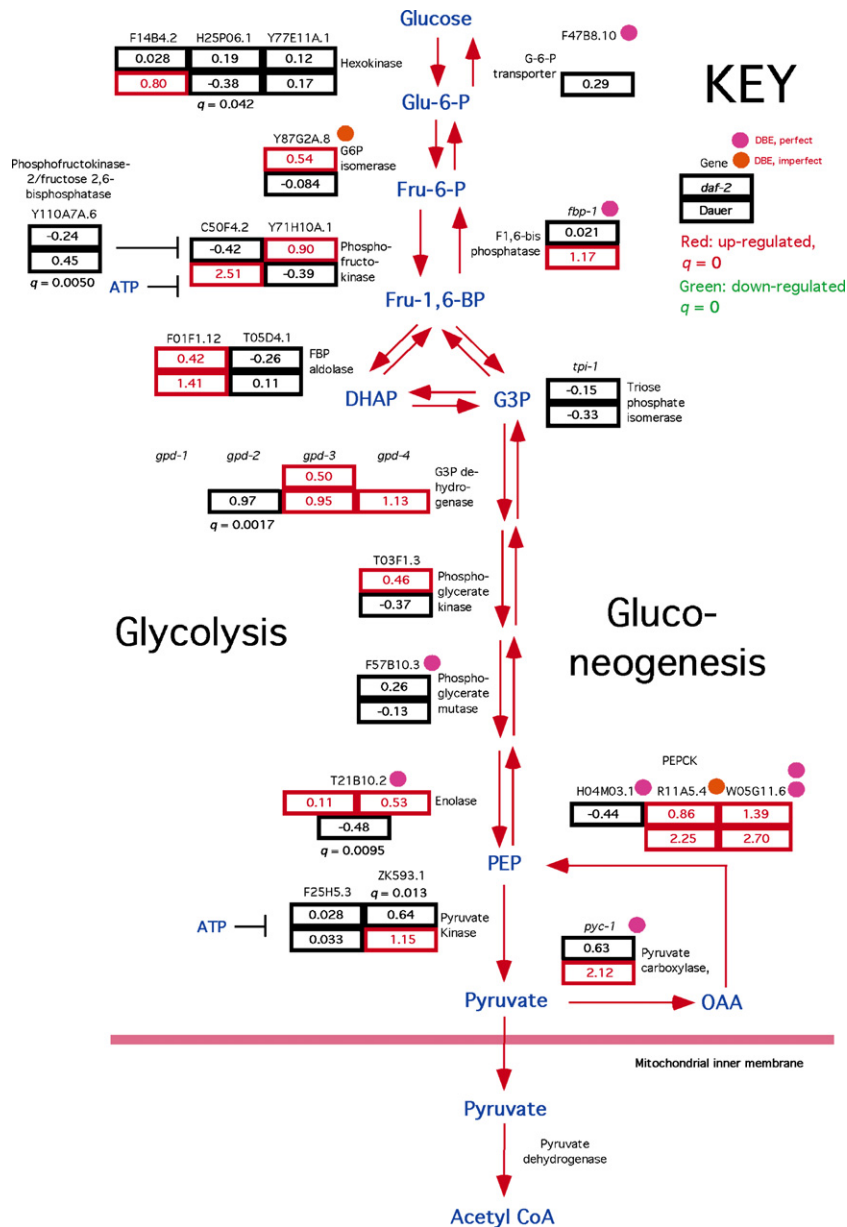 Glucose
F14B4.2 H25P06.1 Y77E11A.1
0.028 0.19 0.12
Hexokinase
0.80 -0.38 0.17
q = 0.042
F47B8.10
G-6-P
transporter
0.29
KEY
DBE, perfect
Gene DBE, imperfect
daf-2
Dauer
Red: up-regulated,
q = 0
Green: down-regulated
q = 0
Glu-6-P
Y87G2A.8
0.54
G6P
isomerase
-0.084
Fru-6-P
Phosphofructokinase-
2/fructose 2,6-
bisphosphatase
Y110A7A.6
-0.24
0.45
q = 0.0050
ATP
C50F4.2 Y71H10A.1
-0.42 0.90
2.51 -0.39
Phospho-
fructo-
kinase
fbp-1
F1,6-bis
phosphatase
0.021
1.17
Fru-1,6-BP
F01F1.12 T05D4.1
0.42 -0.26
1.41 0.11
FBP
aldolase
DHAP
G3P
tpi-1
-0.15
-0.33
Triose
phosphate
isomerase
gpd-1 gpd-2 gpd-3 gpd-4
0.50
0.97 0.95 1.13
q = 0.0017
G3P de-
hydro-
genase
T03F1.3
0.46
-0.37
Phospho-
glycerate
kinase
Glycolysis
Gluco-
neogenesis
F57B10.3
0.26
-0.13
Phospho-
glycerate
mutase
T21B10.2
0.11 0.53
Enolase
-0.48
q = 0.0095
PEPCK
H04M03.1 R11A5.4 W05G11.6
-0.44 0.86 1.39
2.25 2.70
PEP
ZK593.1
F25H5.3 q = 0.013
0.028 0.64
0.033 1.15
Pyruvate
Kinase
ATP
pyc-1
0.63
2.12
Pyruvate
carboxylase,
Pyruvate
OAA
Mitochondrial inner membrane
Pyruvate
Pyruvate
dehydrogenase
Acetyl CoA